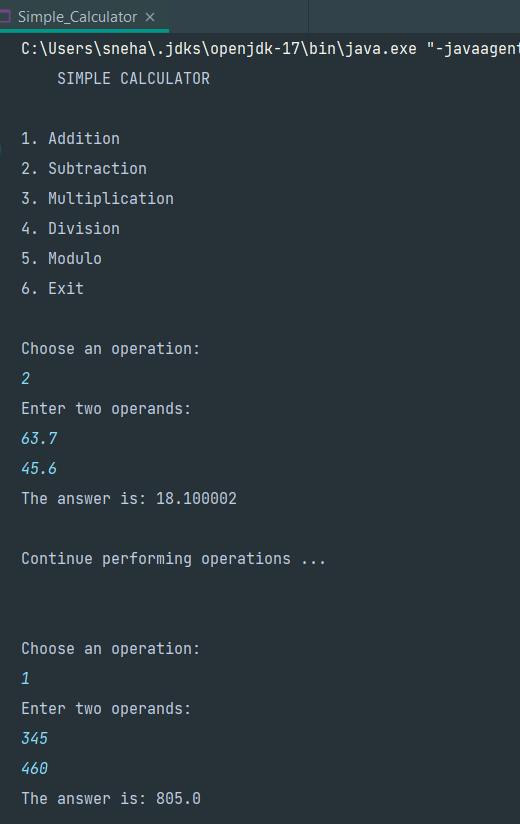 Simple_Calculator ×
C:\Users\sneha\.jdks\openjdk-17\bin\java.exe "-javaagent
SIMPLE CALCULATOR
1. Addition
2. Subtraction
3. Multiplication
4. Division
5. Modulo
6. Exit
Choose an operation:
2
Enter two operands:
63.7
45.6
The answer is: 18.100002
Continue performing operations ...
Choose an operation:
1
Enter two operands:
345
460
The answer is: 805.0